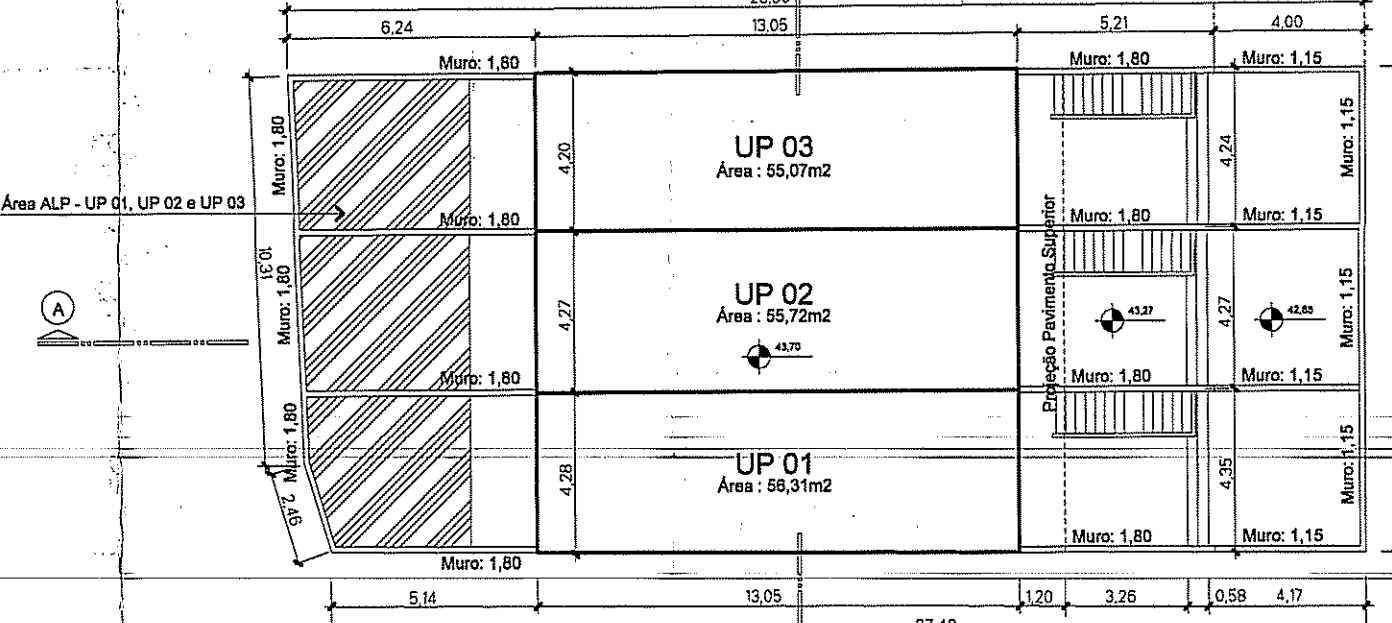 6,24 13,05 5,21 4,00
Muro: 1,80 Muro: 1,80 Muro: 1,15
Muro: 1,80
4,20
UP 03
Área : 55,07m2
4,24
Muro: 1,15
Área ALP - UP 01, UP 02 e UP 03
Muro: 1,80 Muro: 1,80 Muro: 1,15
Projeção Pavimento Superior
10,31
Muro: 1,80
A
4,27
UP 02
Área : 55,72m2
43,70
43,27
4,27
42,85
Muro: 1,15
Muro: 1,80 Muro: 1,80 Muro: 1,15
Muro: 1,80
2,46
4,28
UP 01
Área : 56,31m2
4,35
Muro: 1,15
Muro: 1,80 Muro: 1,80 Muro: 1,15
5,14 13,05 1,20 3,26 0,58 4,17